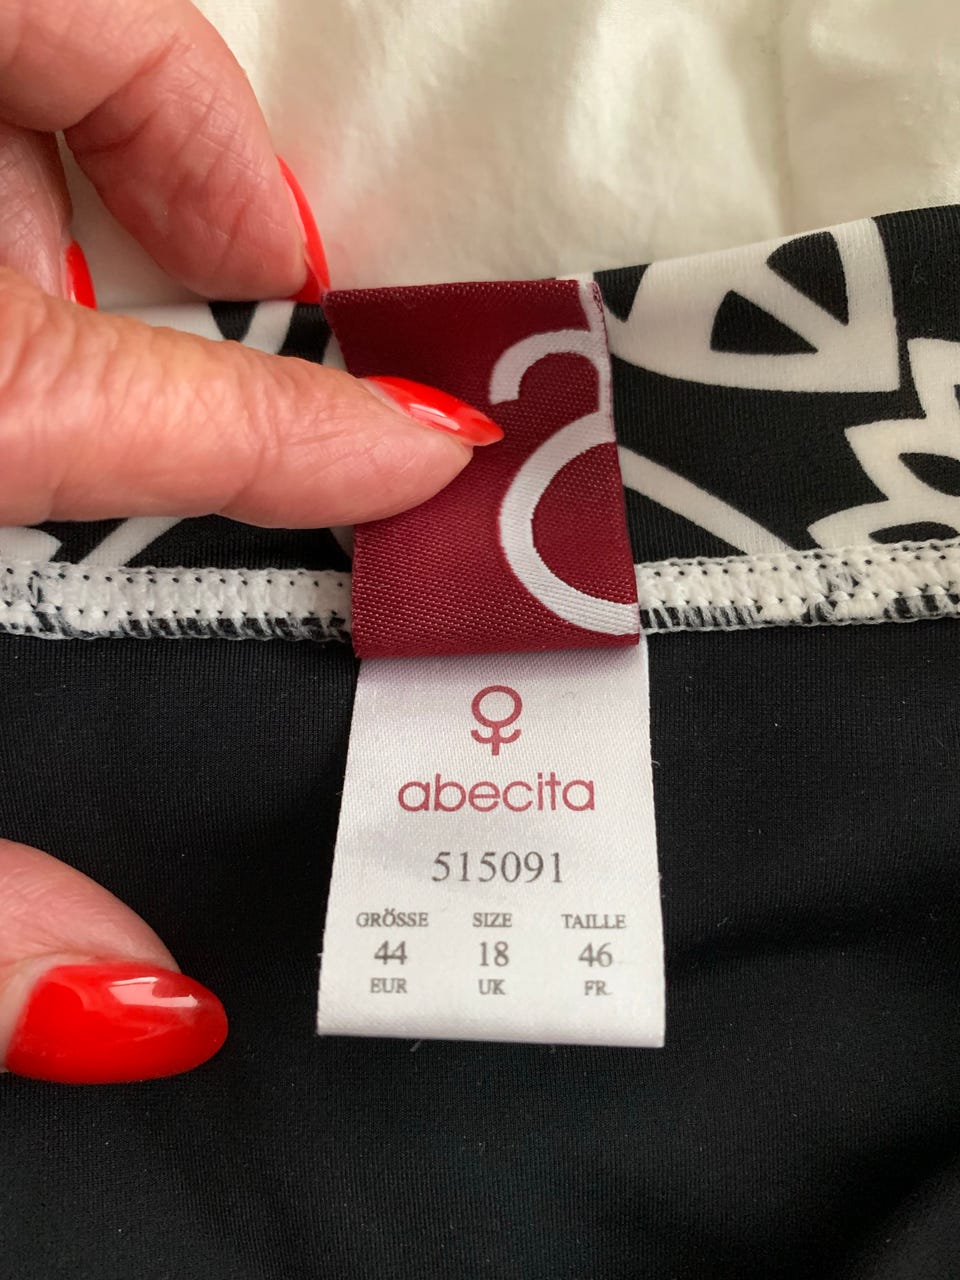 abecita
515091
GRÖSSE SIZE TAILLE
44 18 46
EUR UK FR